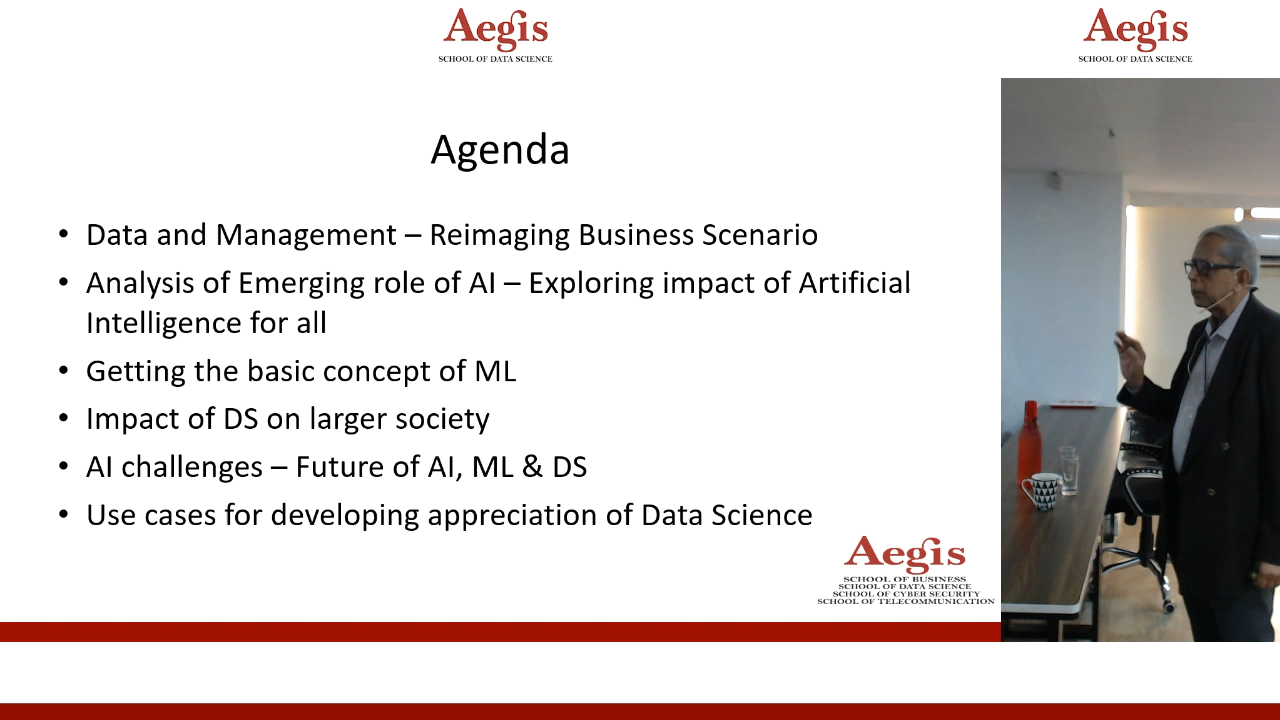 Aegis
SCHOOL OF DATA SCIENCE
Aegis
SCHOOL OF DATA SCIENCE
Agenda
• Data and Management – Reimaging Business Scenario
• Analysis of Emerging role of AI – Exploring impact of Artificial
Intelligence for all
• Getting the basic concept of ML
• Impact of DS on larger society
• AI challenges – Future of AI, ML & DS
• Use cases for developing appreciation of Data Science
Aegis
SCHOOL OF BUSINESS
SCHOOL OF DATA SCIENCE
SCHOOL OF CYBER SECURITY
SCHOOL OF TELECOMMUNICATION